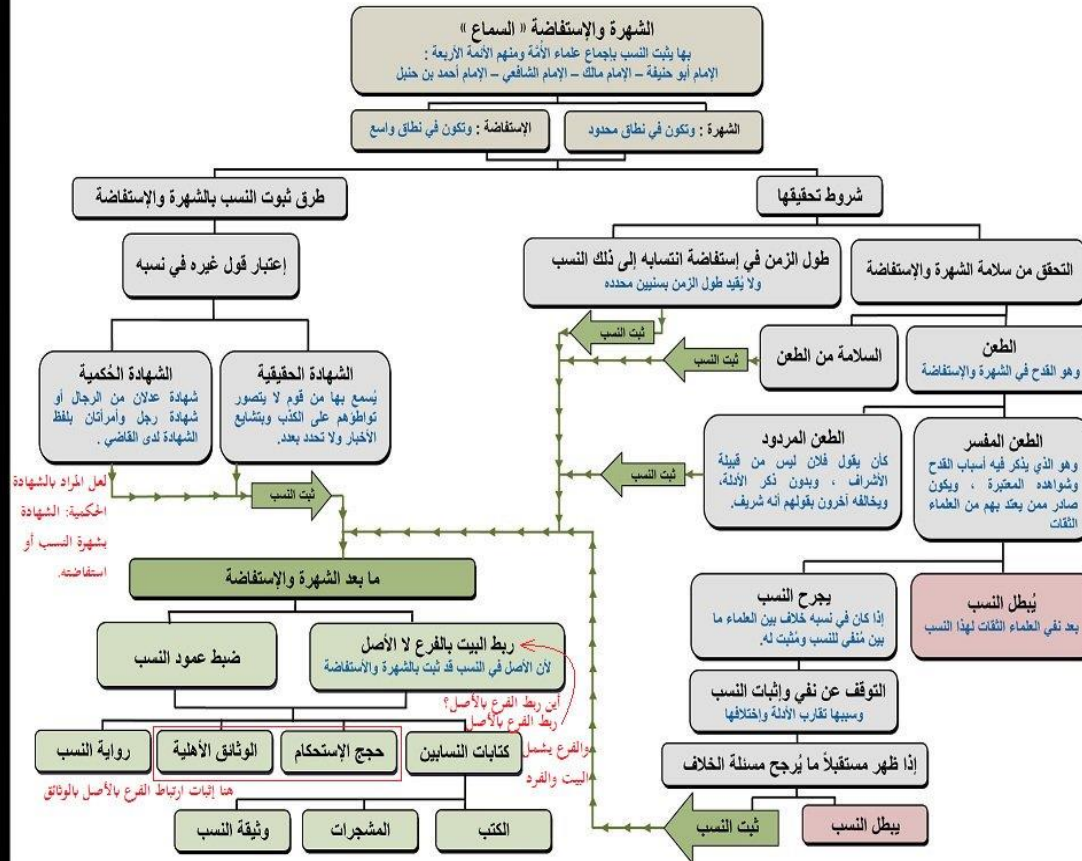 الشهرة والإستفاضة « السماع »
بها يثبت النسب بإجماع علماء الأمَّة ومنهم الأئمة الأربعة :
الإمام أبو حنيفة – الإمام مالك – الإمام الشافعي – الإمام أحمد بن حنبل
الشهرة : وتكون في نطاق محدود
الإستفاضة : وتكون في نطاق واسع
شروط تحقيقها
طرق ثبوت النسب بالشهرة والإستفاضة
التحقق من سلامة الشهرة والإستفاضة
طول الزمن في إستفاضة انتسابه إلى ذلك النسب
ولا يُقيد طول الزمن بسنيين محدده
إعتبار قول غيره في نسبه
ثبت النسب
الطعن
وهو القدح في الشهرة والإستفاضة
السلامة من الطعن
ثبت النسب
الشهادة الحقيقية
يُسمع بها من قوم لا يتصور
تواطؤهم على الكذب وبتشايع
الأخبار ولا تحدد بعدد.
الشهادة الحُكمية
شهادة عدلان من الرجال أو
شهادة رجل وأمرأتان بلفظ
الشهادة لدى القاضي .
الطعن المفسر
وهو الذي يذكر فيه أسباب القدح
وشواهده المعتبرة ، ويكون
صادر ممن يعتد بهم من العلماء
الثقات
الطعن المردود
كأن يقول فلان ليس من قبيلة
الأشراف ، وبدون ذكر الأدلة،
ويخالفه آخرون بقولهم أنه شريف.
ثبت النسب
ثبت النسب
لعل المراد بالشهادة
الحكمية: الشهادة
بشهرة النسب أو
استفاضته.
يُبطل النسب
بعد نفي العلماء الثقات لهذا النسب
يجرح النسب
إذا كان في نسبه خلاف بين العلماء ما
بين مُنفي للنسب ومُثبت له.
ما بعد الشهرة والإستفاضة
ربط البيت بالفرع لا الأصل
لأن الأصل في النسب قد ثبت بالشهرة والأستفاضة
ضبط عمود النسب
التوقف عن نفي وإثبات النسب
وسببها تقارب الأدلة وإختلافها
أين ربط الفرع بالأصل؟
ربط الفرع بالأصل
والفرع يشمل
البيت والفرد
كتابات النسابين
حجج الإستحكام
الوثائق الأهلية
رواية النسب
إذا ظهر مستقبلاً ما يُرجح مسئلة الخلاف
هنا إثبات ارتباط الفرع بالأصل بالوثائق
الكتب
المشجرات
وثيقة النسب
يبطل النسب
ثبت النسب